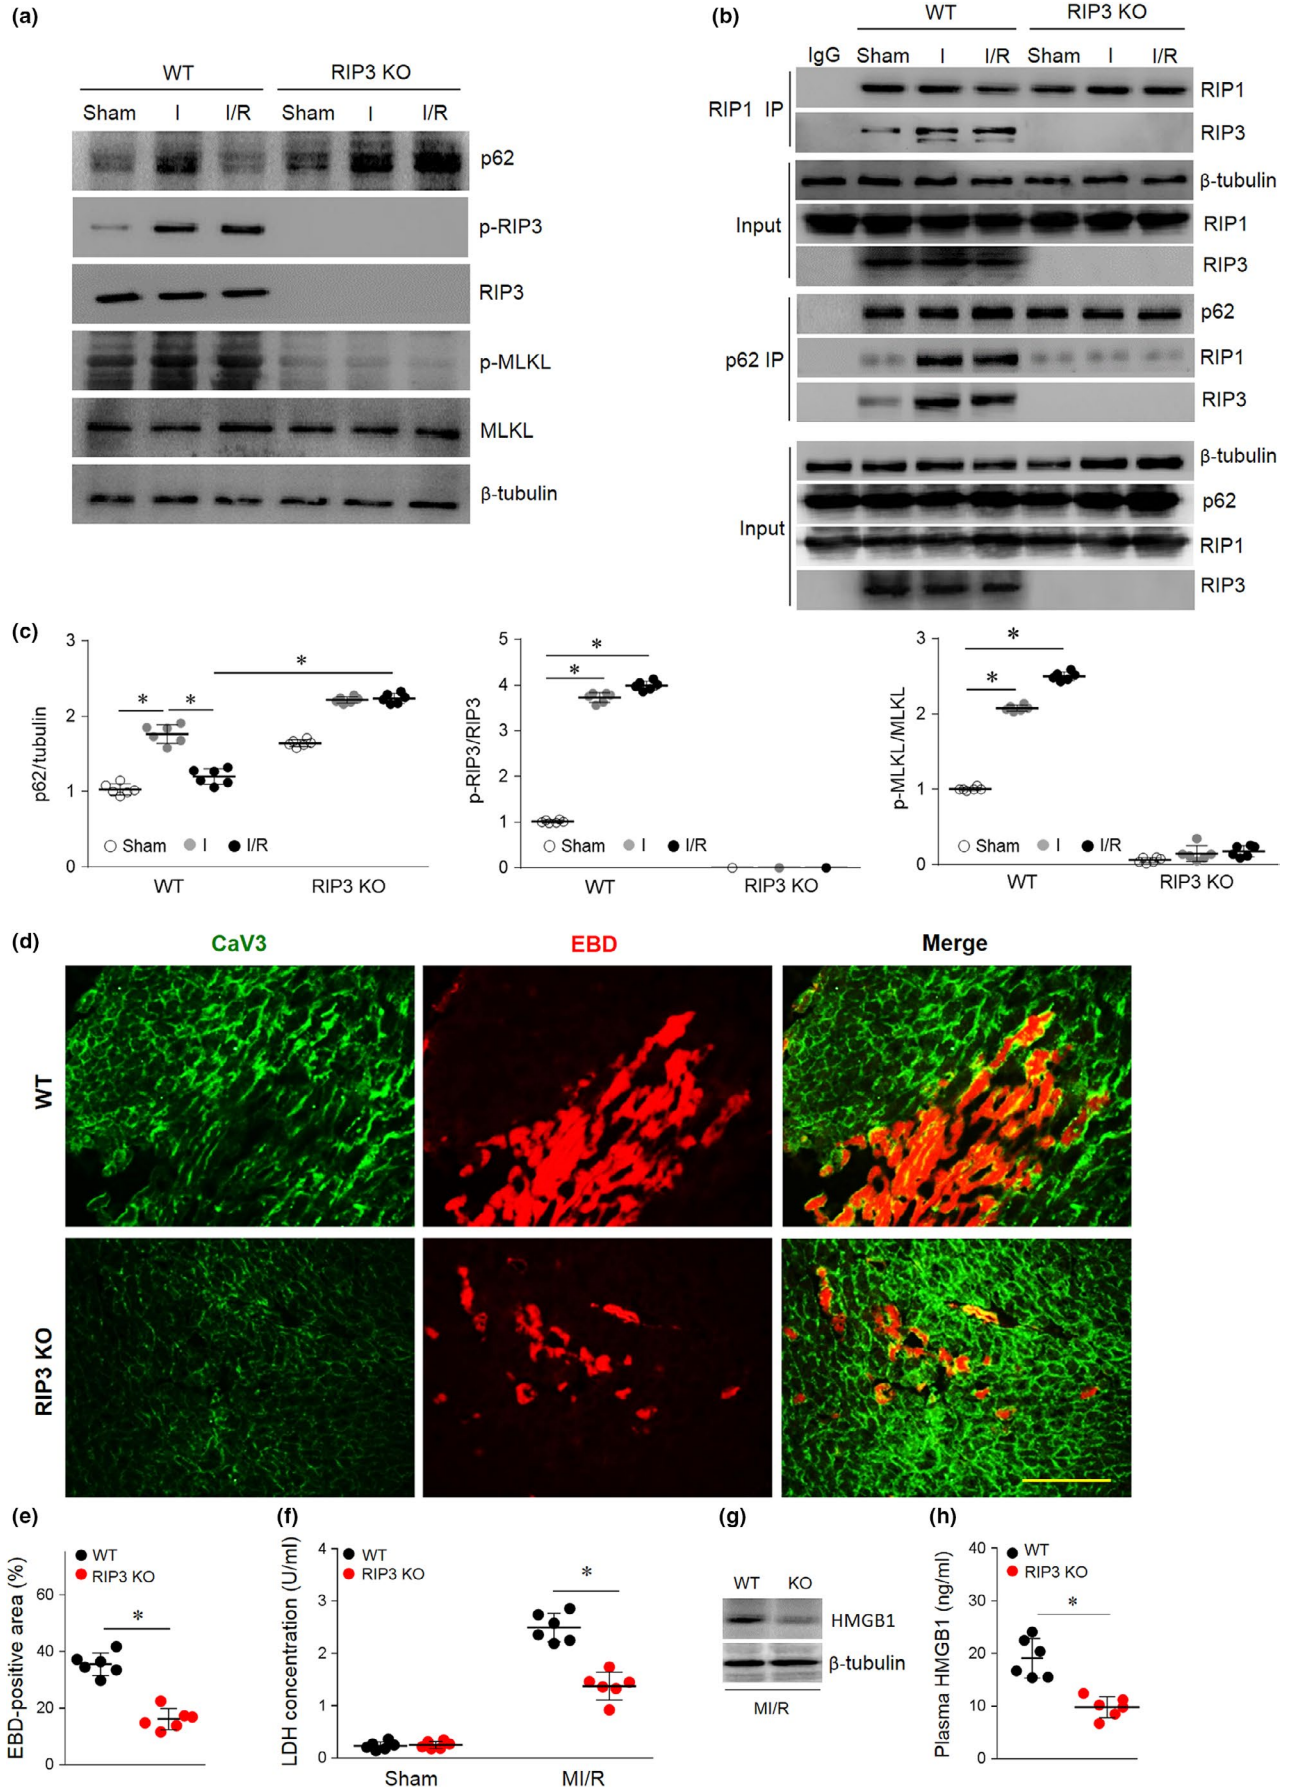 (a)
WT RIP3 KO
Sham I I/R Sham I I/R
p62
p-RIP3
RIP3
p-MLKL
MLKL
β-tubulin
(b)
WT RIP3 KO
IgG Sham I I/R Sham I I/R
RIP1 IP
RIP1
RIP3
Input
β-tubulin
RIP1
RIP3
p62 IP
p62
RIP1
RIP3
Input
β-tubulin
p62
RIP1
RIP3
(c)
p62/tubulin
3
2
1
0
* * *
Sham I I/R
WT RIP3 KO
p-RIP3/RIP3
5
4
3
2
1
0
*
*
Sham I I/R
WT RIP3 KO
p-MLKL/MLKL
3
2
1
0
*
*
Sham I I/R
WT RIP3 KO
(d)
CaV3 EBD Merge
WT
RIP3 KO
(e)
EBD-positive area (%)
60
40
20
0
WT
RIP3 KO
*
(f)
LDH concentration (U/ml)
4
3
2
1
0
WT
RIP3 KO
*
Sham MI/R
(g)
WT KO
HMGB1
β-tubulin
MI/R
(h)
Plasma HMGB1 (ng/ml)
40
30
20
10
0
WT
RIP3 KO
*